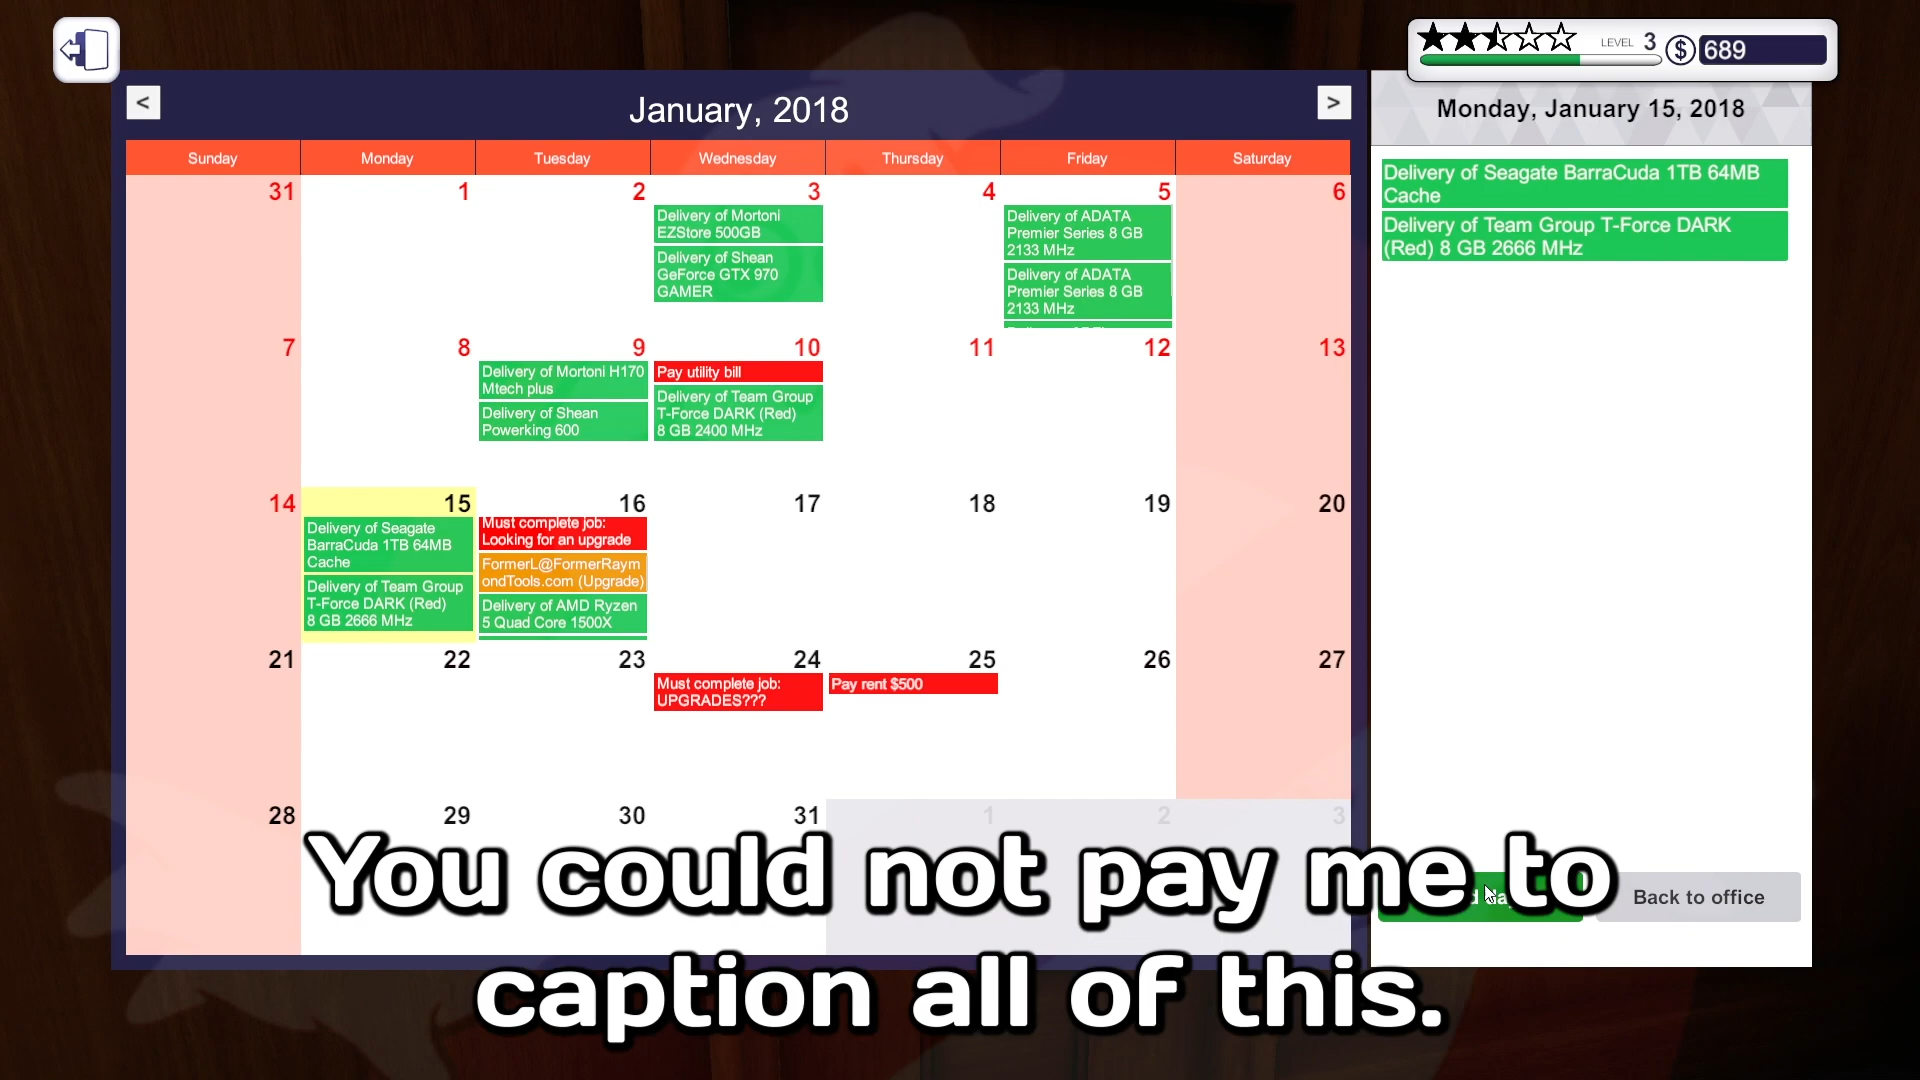 LEVEL 3
$ 689
<
January, 2018
>
Sunday
Monday
Tuesday
Wednesday
Thursday
Friday
Saturday
31
1
2
3
Delivery of Mortoni
EZStore 500GB
Delivery of Shean
GeForce GTX 970
GAMER
4
5
Delivery of ADATA
Premier Series 8 GB
2133 MHz
Delivery of ADATA
Premier Series 8 GB
2133 MHz
6
7
8
9
Delivery of Mortoni H170
Mtech plus
Delivery of Shean
Powerking 600
10
Pay utility bill
Delivery of Team Group
T-Force DARK (Red)
8 GB 2400 MHz
11
12
13
14
15
Delivery of Seagate
BarraCuda 1TB 64MB
Cache
Delivery of Team Group
T-Force DARK (Red)
8 GB 2666 MHz
16
Must complete job:
Looking for an upgrade
FormerL@FormerRaym
ondTools.com (Upgrade)
Delivery of AMD Ryzen
5 Quad Core 1500X
17
18
19
20
21
22
23
24
Must complete job:
UPGRADES???
25
Pay rent $500
26
27
28
29
30
31
1
2
3
Monday, January 15, 2018
Delivery of Seagate BarraCuda 1TB 64MB
Cache
Delivery of Team Group T-Force DARK
(Red) 8 GB 2666 MHz
Back to office
You could not pay me to
caption all of this.